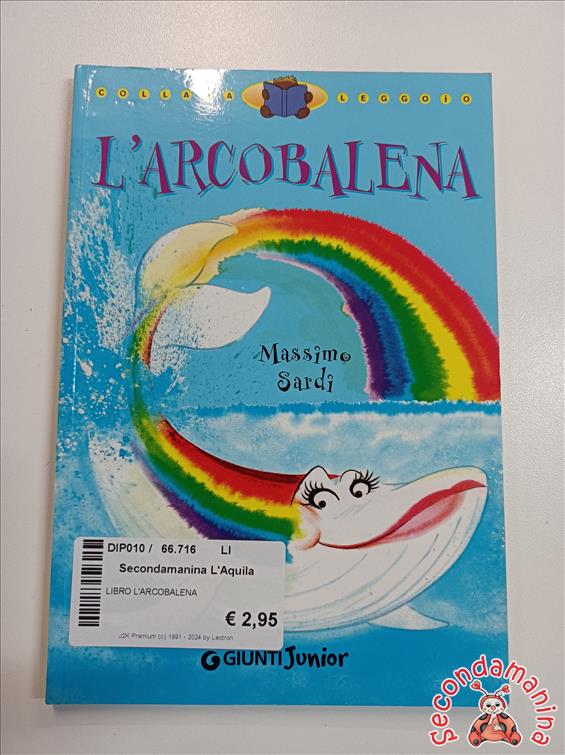 COLLANA LEGGOIO
L'ARCOBALENA
Massimo
Sardi
DIP010 / 66.716 LI
Secondamanina L'Aquila
LIBRO L'ARCOBALENA
€ 2,95
J2K Premium (c) 1991 - 2024 by Leotron
GIUNTI Junior
Secondamanina